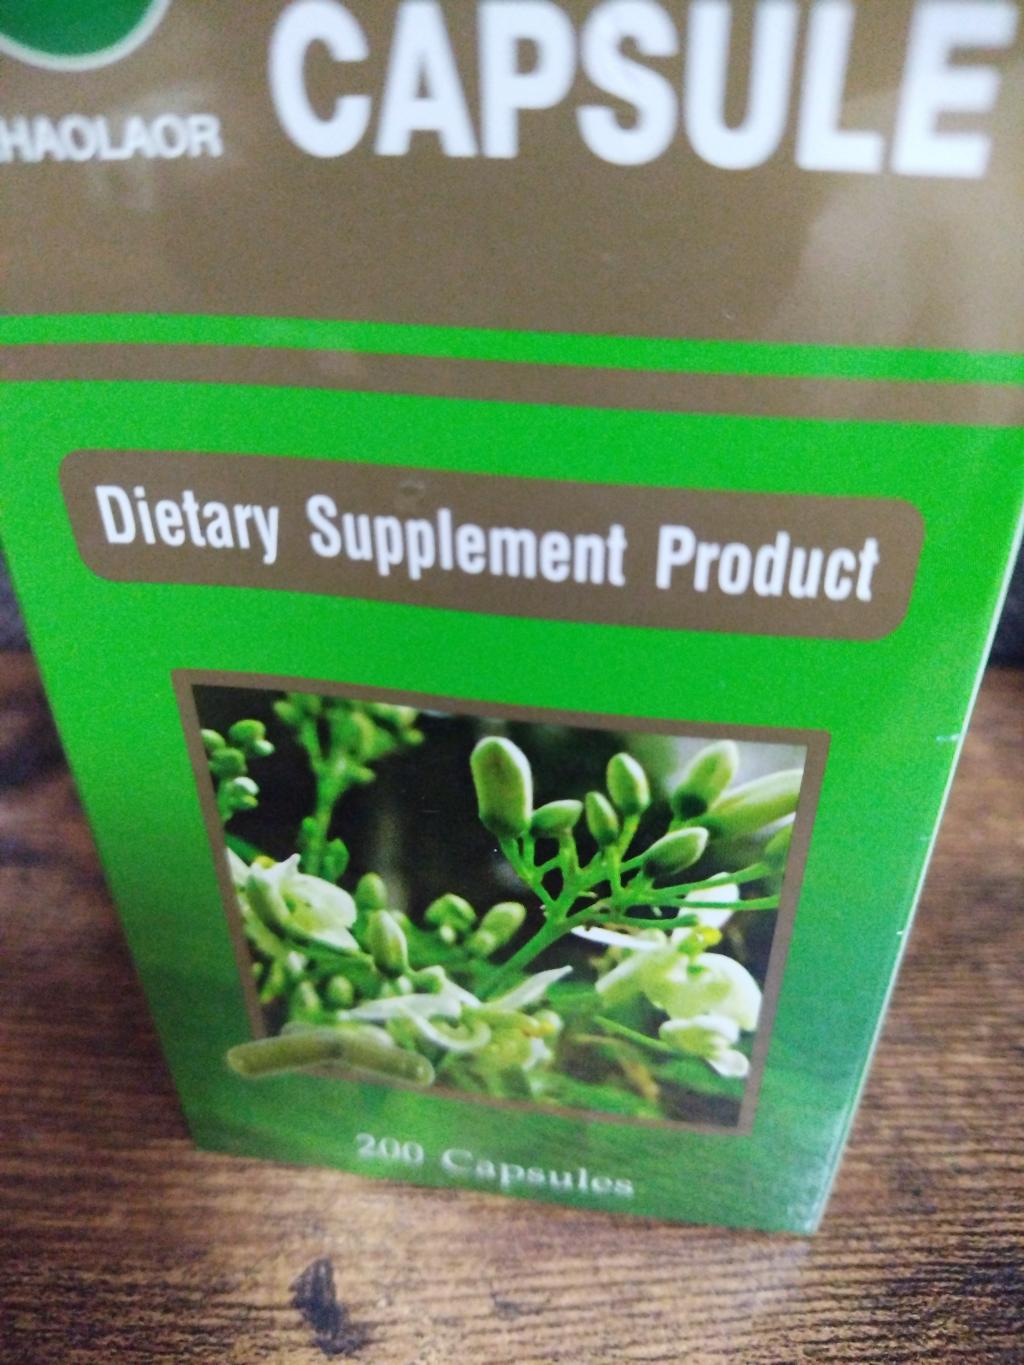 CAPSULE
HAOLAOR
Dietary Supplement Product
200 Capsules